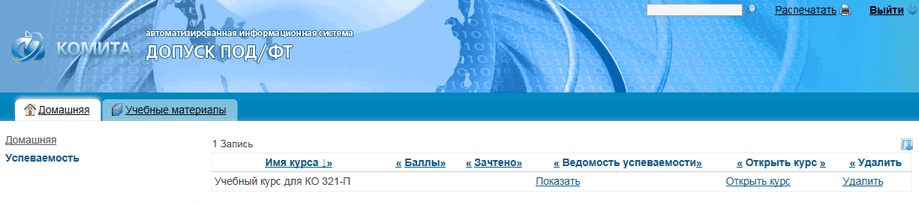 Распечатать Выйти
автоматизированная информационная система
КОМИТА ДОПУСК ПОД/ФТ
Домашняя Учебные материалы
Домашняя
Успеваемость
1 Запись
Имя курса ↓» « Баллы» « Зачтено» « Ведомость успеваемости» « Открыть курс » « Удалить
Учебный курс для КО 321-П Показать Открыть курс Удалить